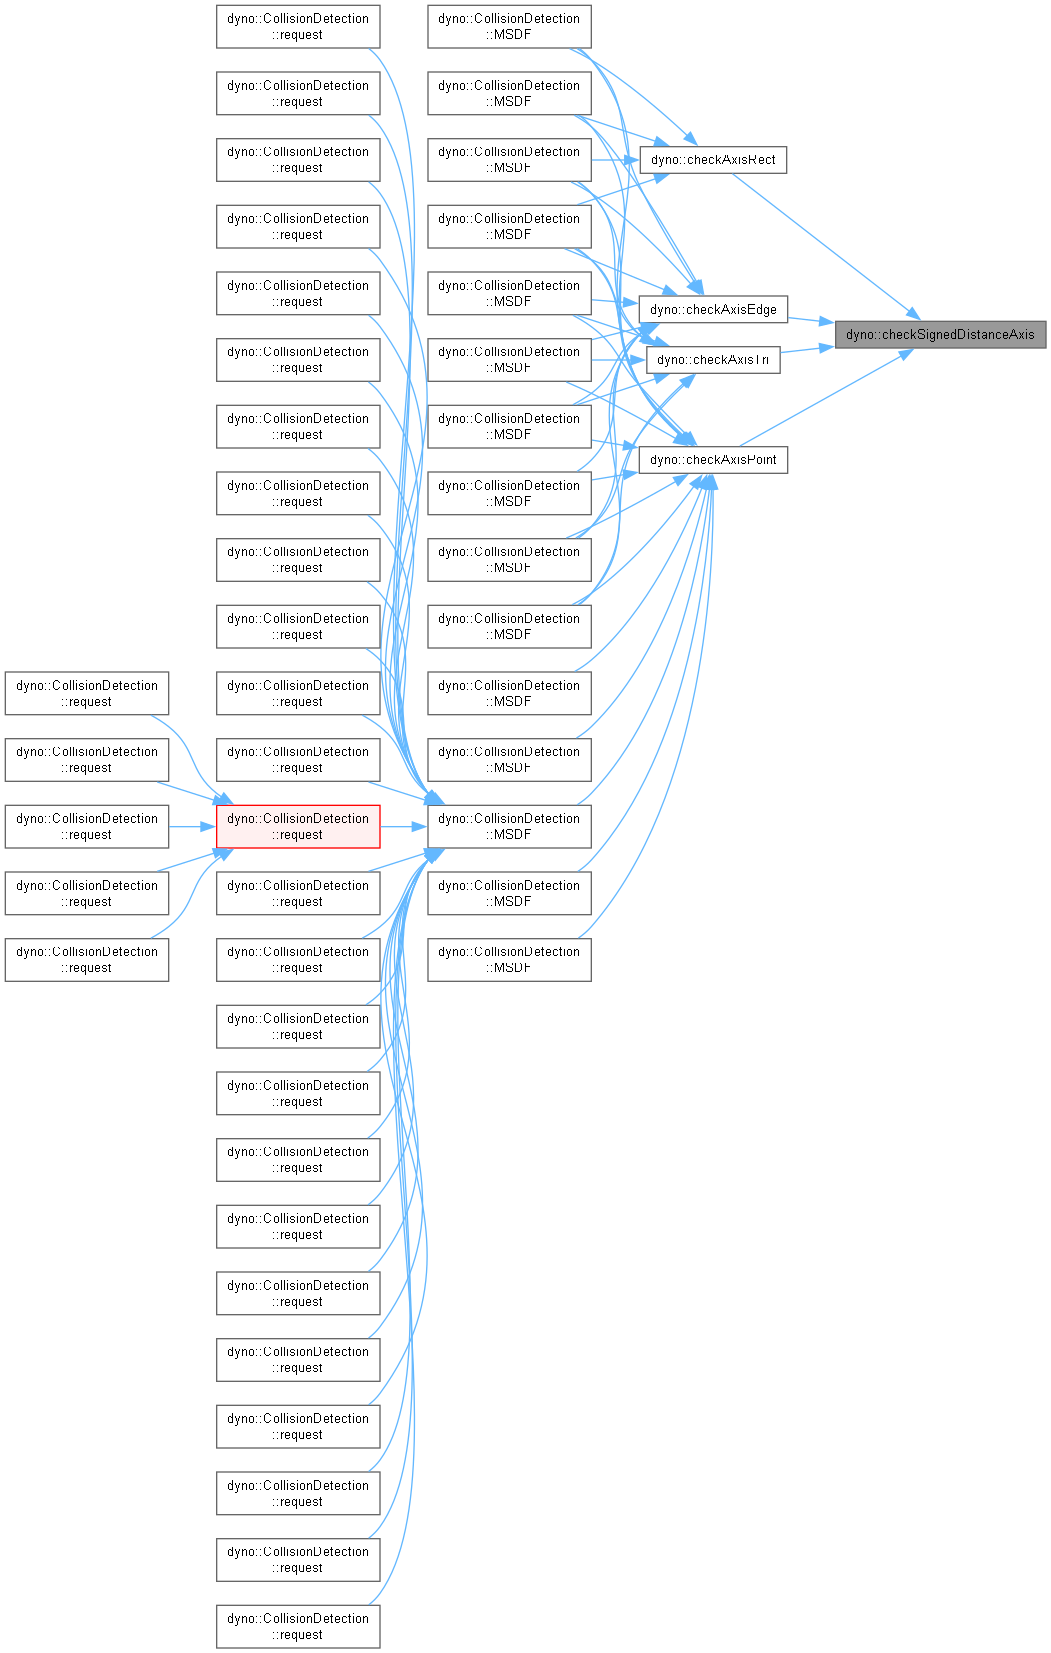 dyno::CollisionDetection
::request
dyno::CollisionDetection
::request
dyno::CollisionDetection
::request
dyno::CollisionDetection
::request
dyno::CollisionDetection
::request
dyno::CollisionDetection
::request
dyno::CollisionDetection
::request
dyno::CollisionDetection
::request
dyno::CollisionDetection
::request
dyno::CollisionDetection
::request
dyno::CollisionDetection
::request
dyno::CollisionDetection
::request
dyno::CollisionDetection
::request
dyno::CollisionDetection
::request
dyno::CollisionDetection
::request
dyno::CollisionDetection
::request
dyno::CollisionDetection
::request
dyno::CollisionDetection
::request
dyno::CollisionDetection
::request
dyno::CollisionDetection
::request
dyno::CollisionDetection
::request
dyno::CollisionDetection
::request
dyno::CollisionDetection
::request
dyno::CollisionDetection
::request
dyno::CollisionDetection
::request
dyno::CollisionDetection
::request
dyno::CollisionDetection
::request
dyno::CollisionDetection
::request
dyno::CollisionDetection
::request
dyno::CollisionDetection
::request
dyno::CollisionDetection
::MSDF
dyno::CollisionDetection
::MSDF
dyno::CollisionDetection
::MSDF
dyno::CollisionDetection
::MSDF
dyno::CollisionDetection
::MSDF
dyno::CollisionDetection
::MSDF
dyno::CollisionDetection
::MSDF
dyno::CollisionDetection
::MSDF
dyno::CollisionDetection
::MSDF
dyno::CollisionDetection
::MSDF
dyno::CollisionDetection
::MSDF
dyno::CollisionDetection
::MSDF
dyno::CollisionDetection
::MSDF
dyno::CollisionDetection
::MSDF
dyno::CollisionDetection
::MSDF
dyno::checkAxisRect
dyno::checkAxisEdge
dyno::checkAxisTri
dyno::checkAxisPoint
dyno::checkSignedDistanceAxis